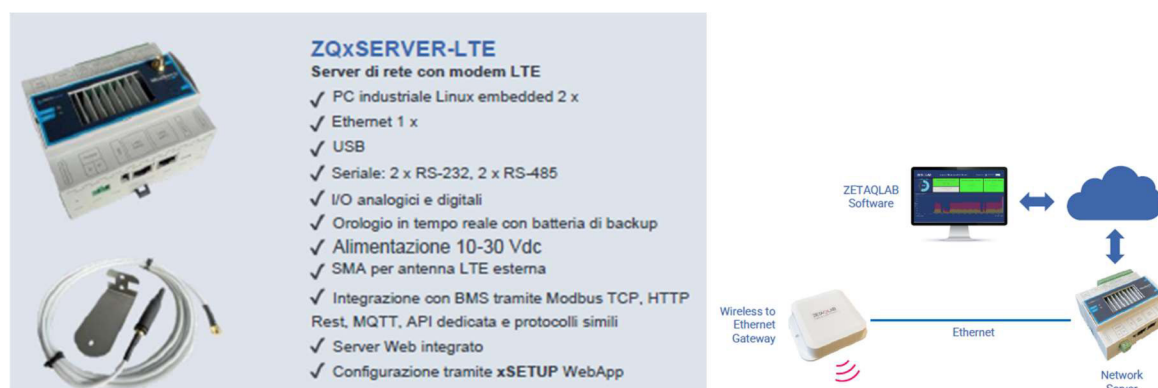 ZQxSERVER-LTE
Server di rete con modem LTE
✓ PC industriale Linux embedded 2 x
✓ Ethernet 1 x
✓ USB
✓ Seriale: 2 x RS-232, 2 x RS-485
✓ I/O analogici e digitali
✓ Orologio in tempo reale con batteria di backup
✓ Alimentazione 10-30 Vdc
✓ SMA per antenna LTE esterna
✓ Integrazione con BMS tramite Modbus TCP, HTTP
Rest, MQTT, API dedicata e protocolli simili
✓ Server Web integrato
✓ Configurazione tramite xSETUP WebApp
ZETAQLAB
Software
Wireless to
Ethernet
Gateway
Ethernet
Network
Server